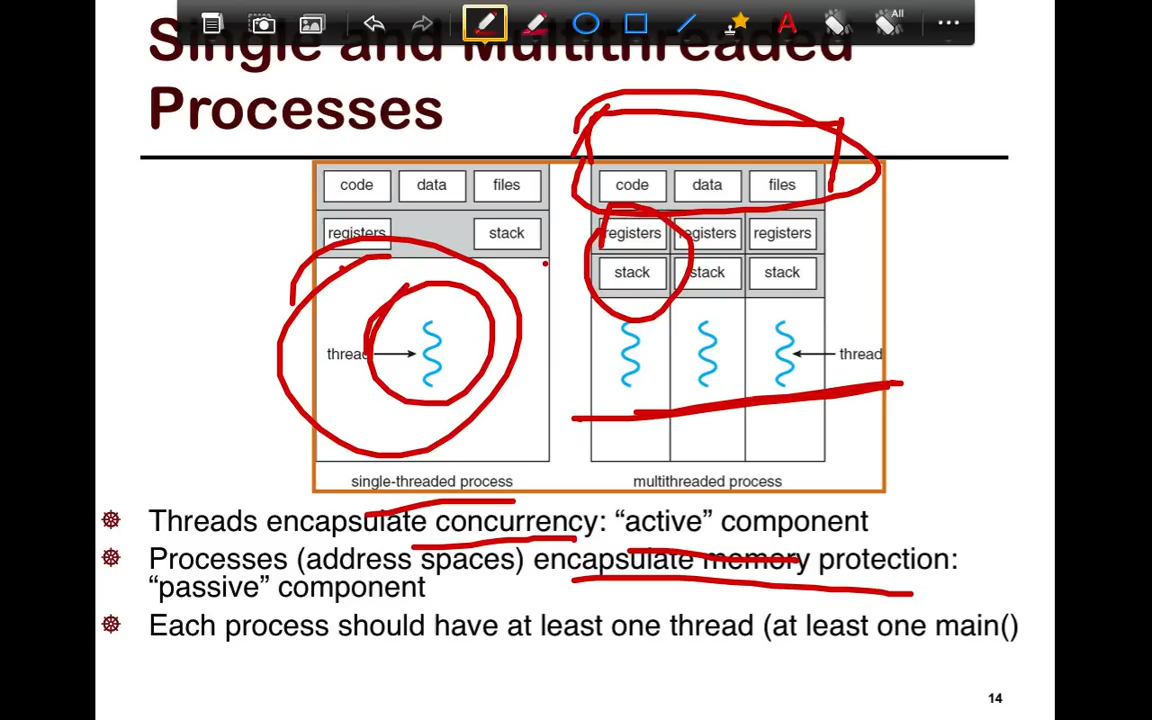 All
A
Single and Multithreaded
Processes
code data files
registers stack
thread
single-threaded process
code data files
registers registers registers
stack stack stack
thread
multithreaded process
Threads encapsulate concurrency: “active” component
Processes (address spaces) encapsulate memory protection:
“passive” component
Each process should have at least one thread (at least one main()
14